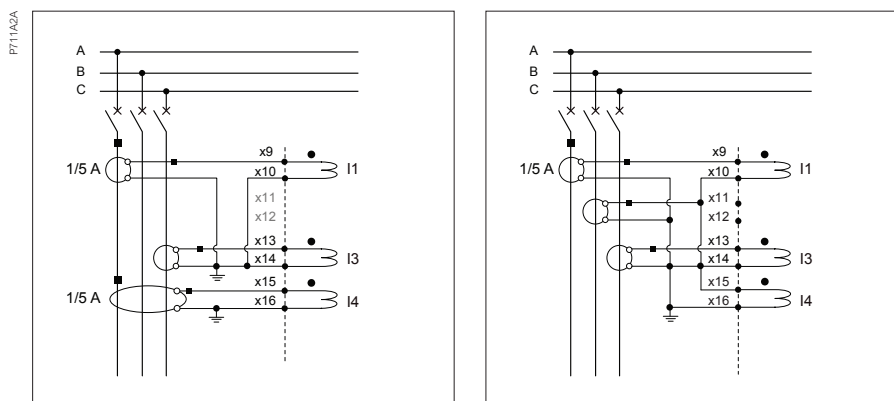 P711A2A
A
B
C
1/5 A
x9
x10
I1
x11
x12
x13
x14
I3
1/5 A
x15
x16
I4
A
B
C
1/5 A
x9
x10
I1
x11
x12
x13
x14
I3
x15
x16
I4